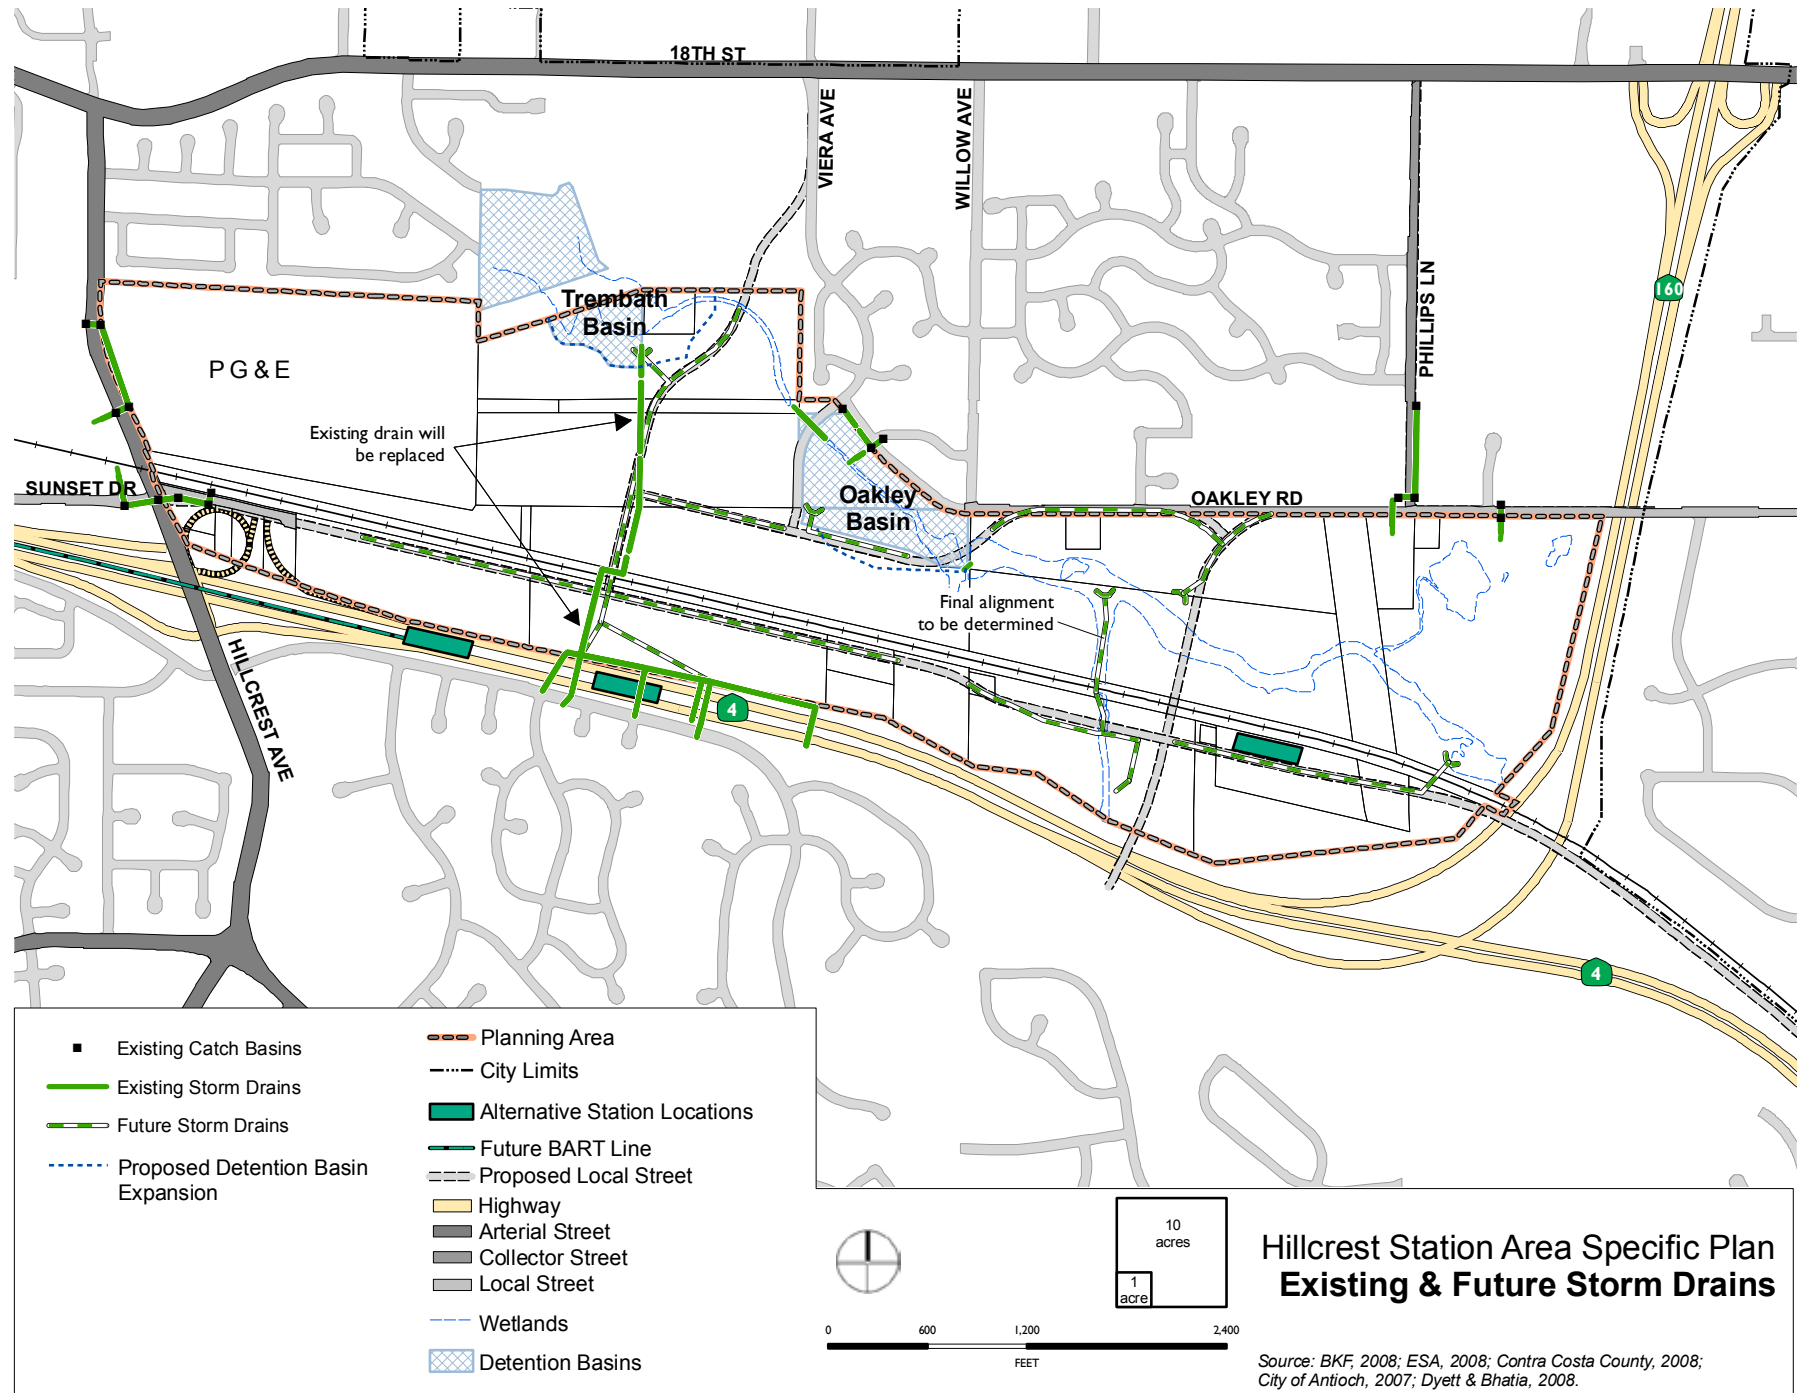 18TH ST
VIERA AVE
WILLOW AVE
PHILLIPS LN
160
Trembath
Basin
PG&E
Existing drain will
be replaced
SUNSET DR
Oakley
Basin
OAKLEY RD
Final alignment
to be determined
HILLCREST AVE
4
4
Existing Catch Basins
Existing Storm Drains
Future Storm Drains
Proposed Detention Basin
Expansion
Planning Area
City Limits
Alternative Station Locations
Future BART Line
Proposed Local Street
Highway
Arterial Street
Collector Street
Local Street
Wetlands
Detention Basins
10
acres
1
acre
0 600 1,200 2,400
FEET
Hillcrest Station Area Specific Plan
Existing & Future Storm Drains
Source: BKF, 2008; ESA, 2008; Contra Costa County, 2008;
City of Antioch, 2007; Dyett & Bhatia, 2008.